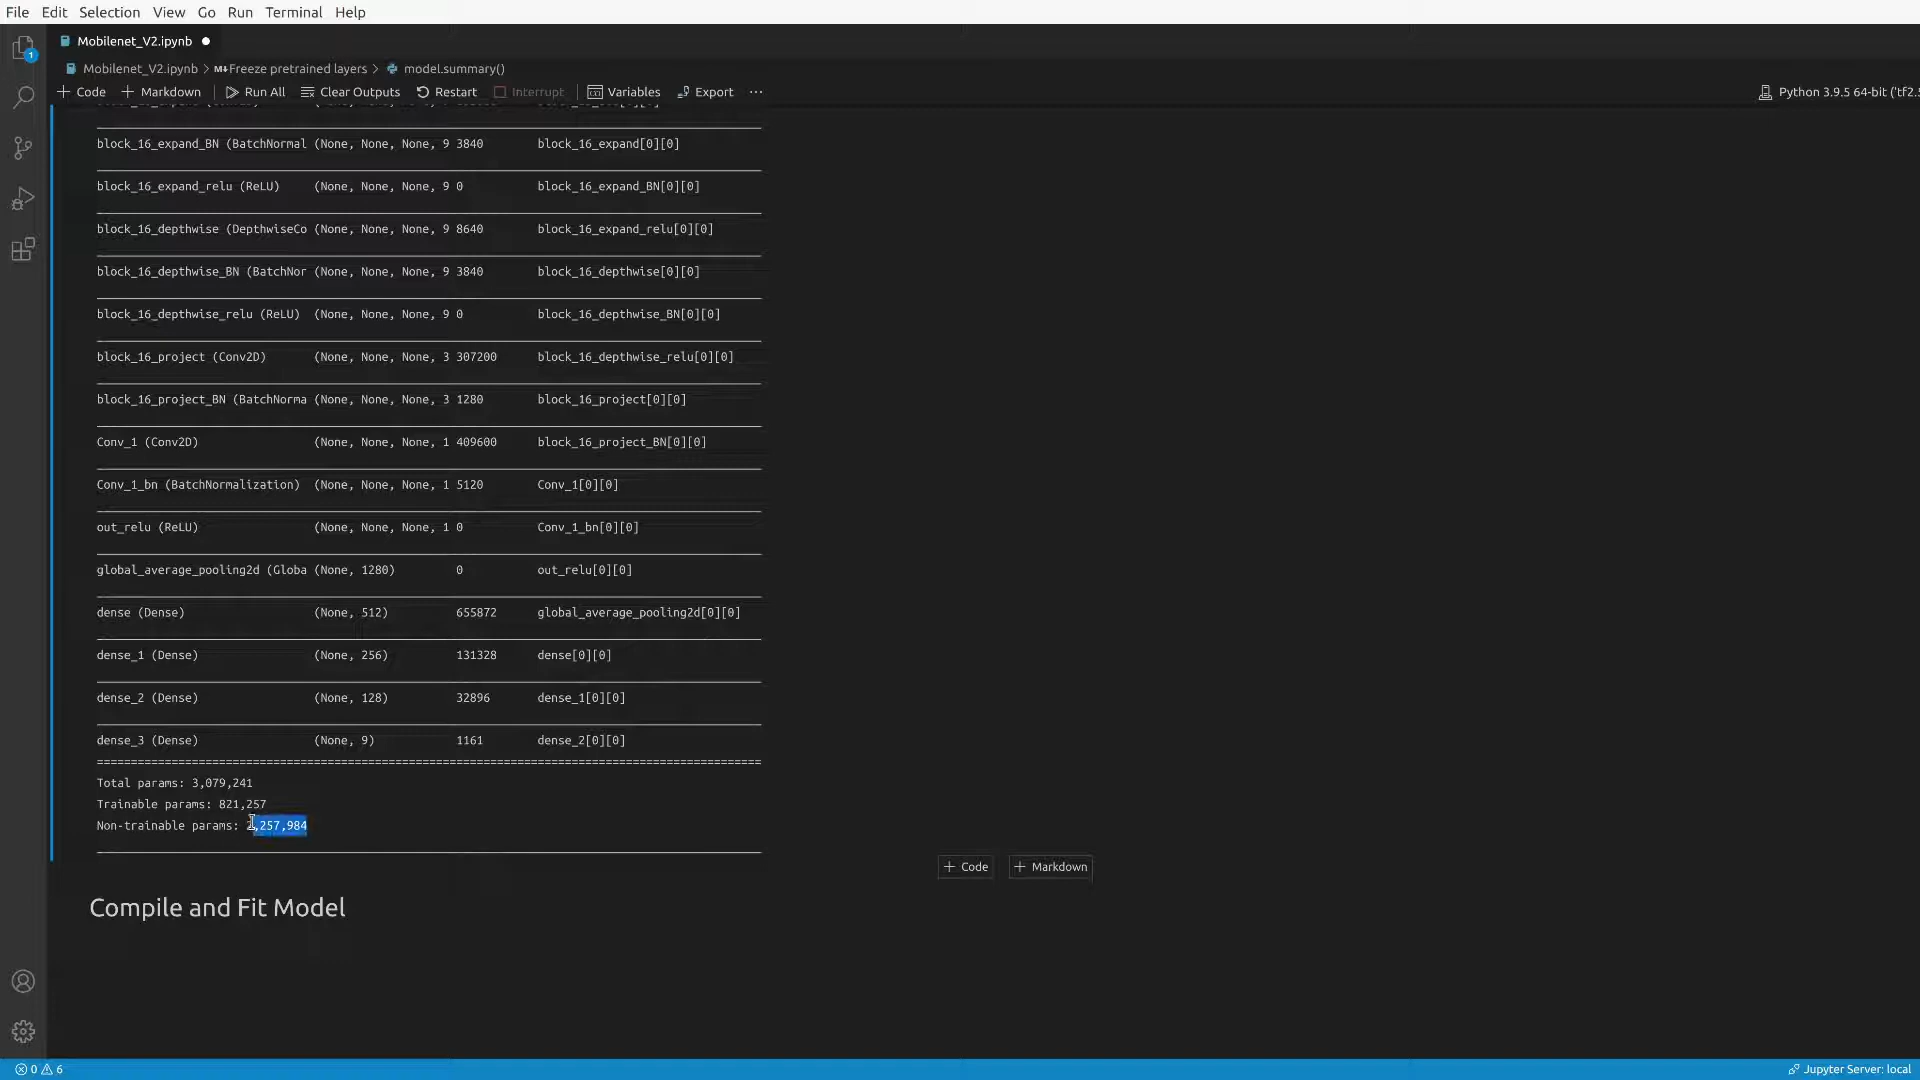 File Edit Selection View Go Run Terminal Help
Mobilenet_V2.ipynb
1
Mobilenet_V2.ipynb > M↓Freeze pretrained layers > model.summary()
+ Code + Markdown Run All Clear Outputs Restart Interrupt Variables Export ... Python 3.9.5 64-bit ('tf2.5
block_16_expand_BN (BatchNormal (None, None, None, 9 3840 block_16_expand[0][0]
block_16_expand_relu (ReLU) (None, None, None, 9 0 block_16_expand_BN[0][0]
block_16_depthwise (DepthwiseCo (None, None, None, 9 8640 block_16_expand_relu[0][0]
block_16_depthwise_BN (BatchNor (None, None, None, 9 3840 block_16_depthwise[0][0]
block_16_depthwise_relu (ReLU) (None, None, None, 9 0 block_16_depthwise_BN[0][0]
block_16_project (Conv2D) (None, None, None, 3 307200 block_16_depthwise_relu[0][0]
block_16_project_BN (BatchNorma (None, None, None, 3 1280 block_16_project[0][0]
Conv_1 (Conv2D) (None, None, None, 1 409600 block_16_project_BN[0][0]
Conv_1_bn (BatchNormalization) (None, None, None, 1 5120 Conv_1[0][0]
out_relu (ReLU) (None, None, None, 1 0 Conv_1_bn[0][0]
global_average_pooling2d (Globa (None, 1280) 0 out_relu[0][0]
dense (Dense) (None, 512) 655872 global_average_pooling2d[0][0]
dense_1 (Dense) (None, 256) 131328 dense[0][0]
dense_2 (Dense) (None, 128) 32896 dense_1[0][0]
dense_3 (Dense) (None, 9) 1161 dense_2[0][0]
Total params: 3,079,241
Trainable params: 821,257
Non-trainable params: 2,257,984
+ Code + Markdown
Compile and Fit Model
0 6 Jupyter Server: local